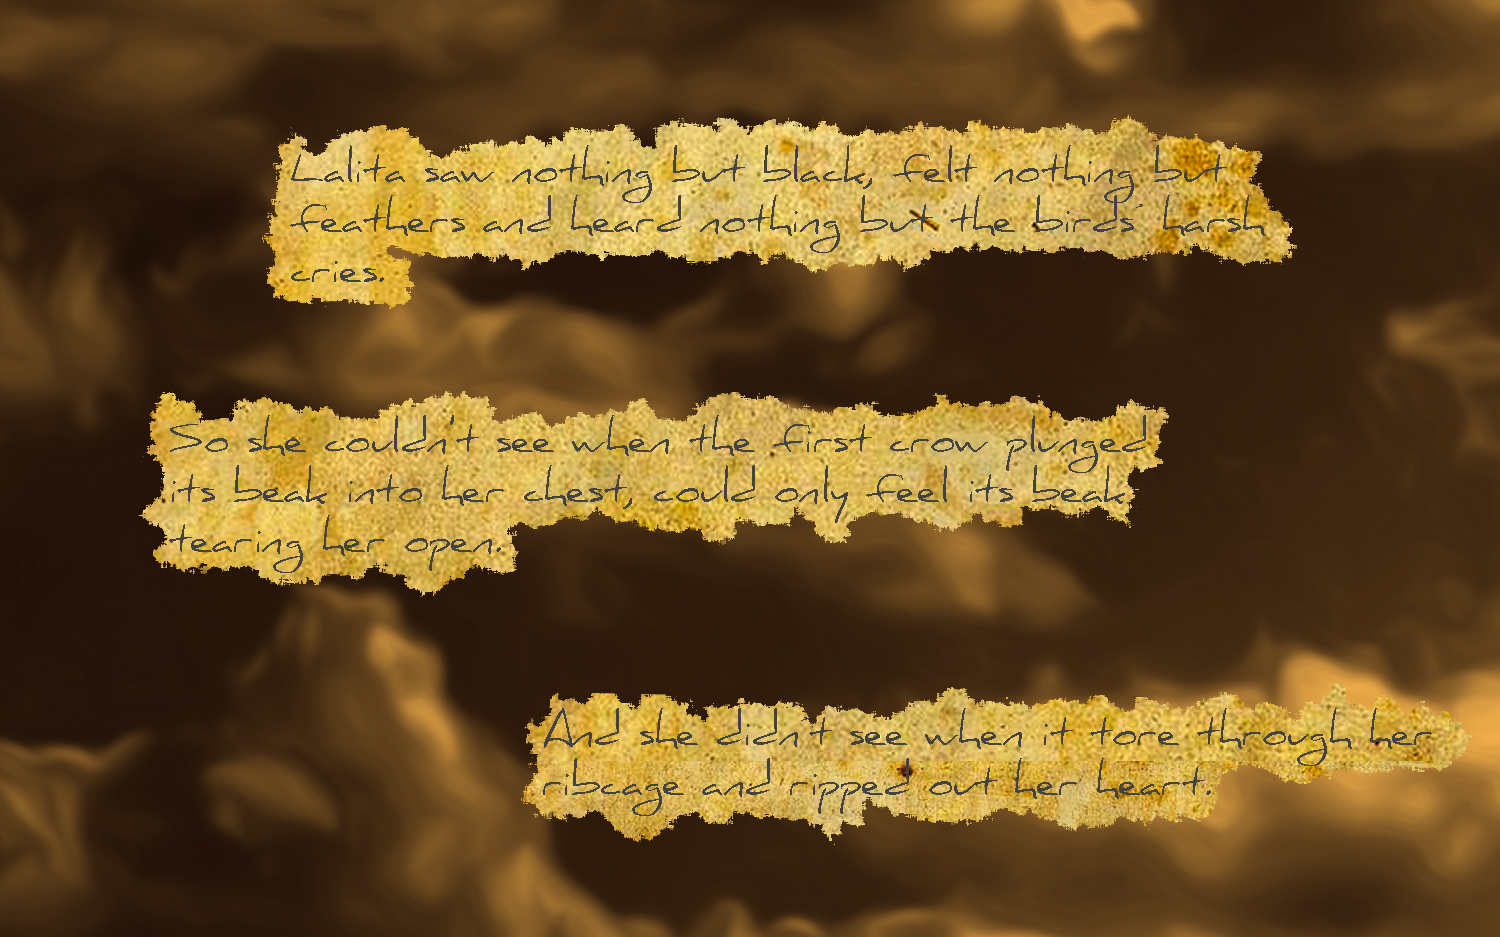 Lalita saw nothing but black, felt nothing but
feathers and heard nothing but the birds' harsh
cries.
So she couldn't see when the first crow plunged
its beak into her chest, could only feel its beak
tearing her open.
And she didn't see when it tore through her
ribcage and ripped out her heart.